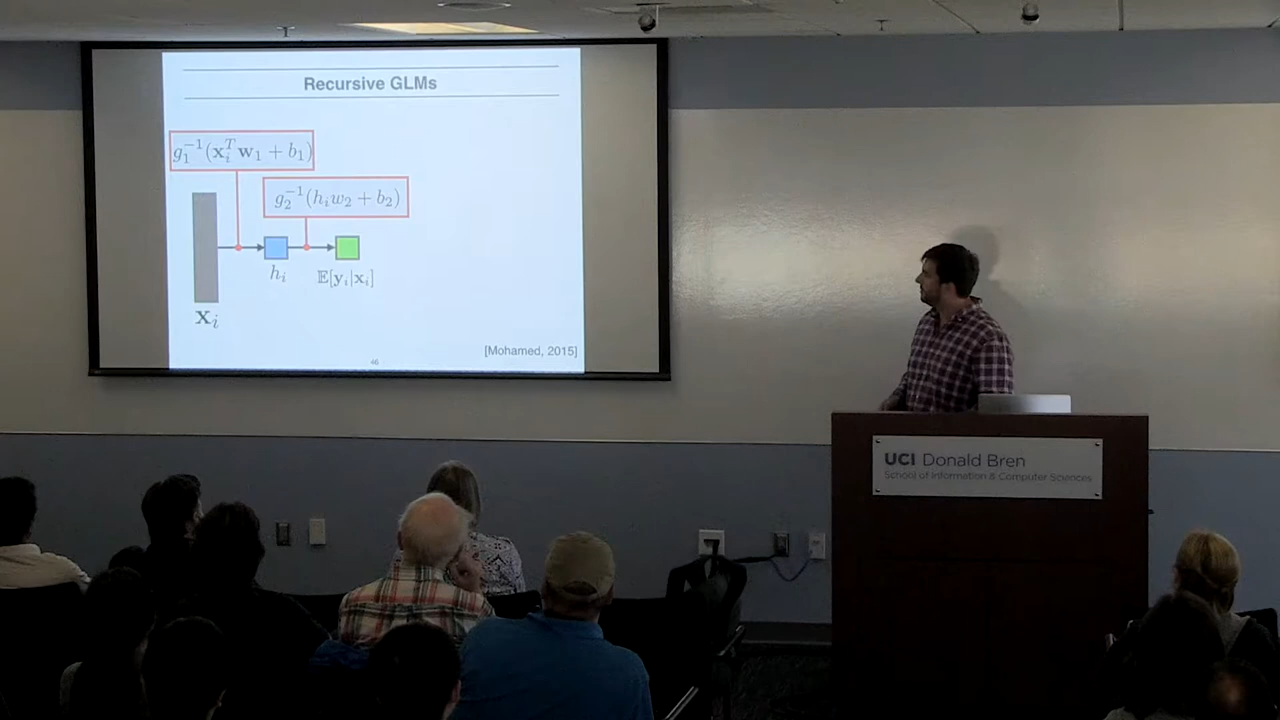 Recursive GLMs
g₁⁻¹(xᵢᵀw₁ + b₁)
g₂⁻¹(hᵢw₂ + b₂)
hᵢ
𝔼[yᵢ|xᵢ]
xᵢ
[Mohamed, 2015]
46
UCI Donald Bren
School of Information & Computer Sciences